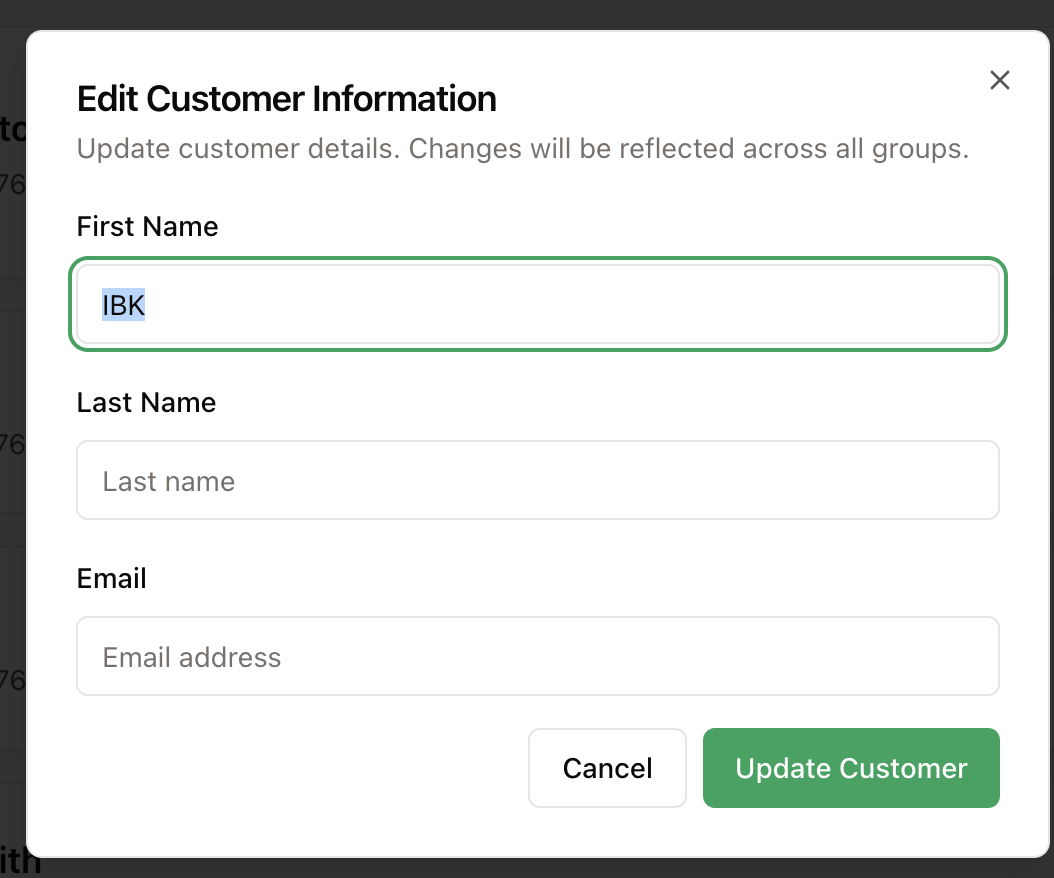 Edit Customer Information
Update customer details. Changes will be reflected across all groups.
First Name
IBK
Last Name
Last name
Email
Email address
Cancel
Update Customer